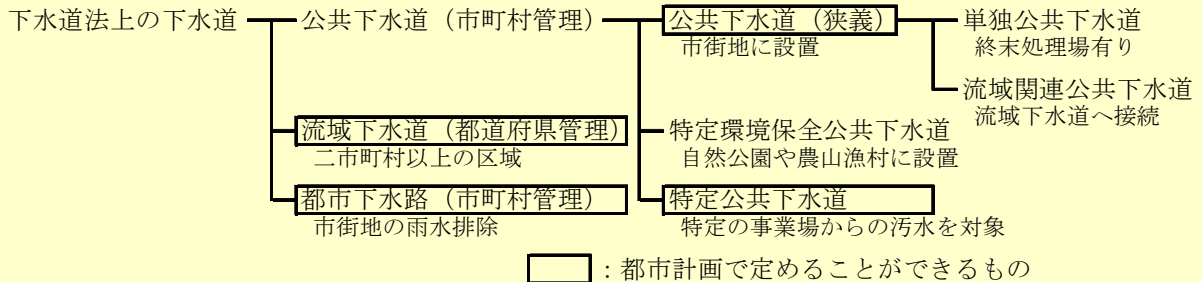 下水道法上の下水道
公共下水道（市町村管理）
公共下水道（狭義）
市街地に設置
単独公共下水道
終末処理場有り
流域関連公共下水道
流域下水道へ接続
流域下水道（都道府県管理）
二市町村以上の区域
特定環境保全公共下水道
自然公園や農山漁村に設置
都市下水路（市町村管理）
市街地の雨水排除
特定公共下水道
特定の事業場からの汚水を対象
：都市計画で定めることができるもの